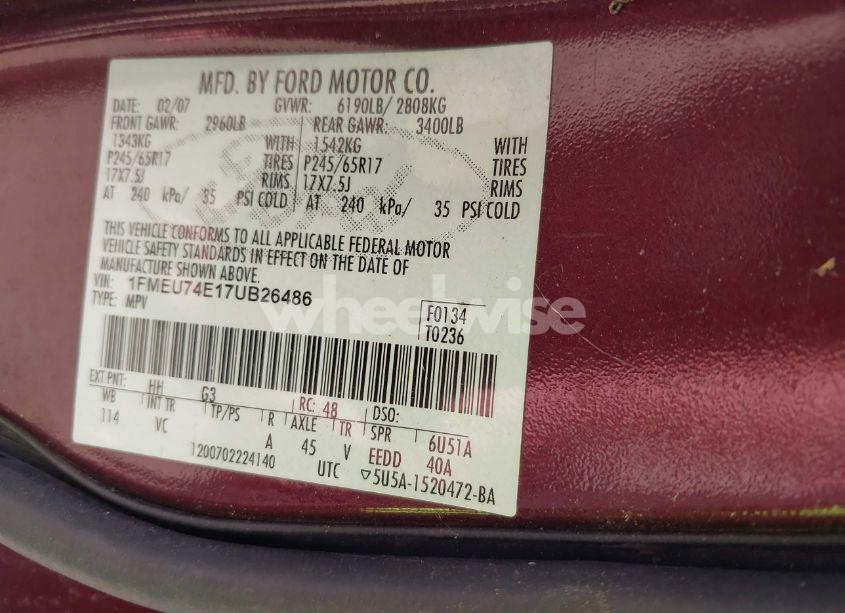 MFD. BY FORD MOTOR CO.
DATE: 02/07 GVWR: 6190LB/ 2808KG
FRONT GAWR: 2960LB REAR GAWR: 3400LB
1343KG WITH 1542KG WITH
P245/65R17 TIRES P245/65R17 TIRES
17X7.5J RIMS 17X7.5J RIMS
AT 240 kPa/ 35 PSI COLD AT 240 kPa/ 35 PSI COLD
THIS VEHICLE CONFORMS TO ALL APPLICABLE FEDERAL MOTOR
VEHICLE SAFETY STANDARDS IN EFFECT ON THE DATE OF
MANUFACTURE SHOWN ABOVE.
VIN: 1FMEU74E17UB26486
TYPE: MPV
F0134
T0236
wheelwise
EXT PNT: HH G3 RC: 48 DSO:
WB INT TR TP/PS R AXLE TR SPR 6U51A
114 VC A 45 V EEDD 40A
1200702224140 UTC ▽5U5A-1520472-BA